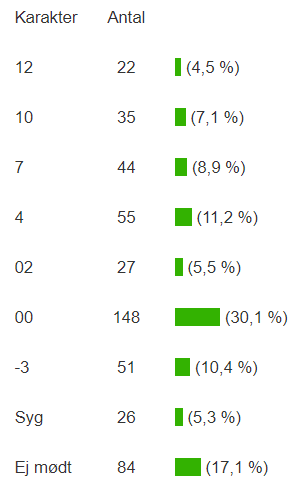 Karakter Antal
12 22 (4,5 %)
10 35 (7,1 %)
7 44 (8,9 %)
4 55 (11,2 %)
02 27 (5,5 %)
00 148 (30,1 %)
-3 51 (10,4 %)
Syg 26 (5,3 %)
Ej mødt 84 (17,1 %)